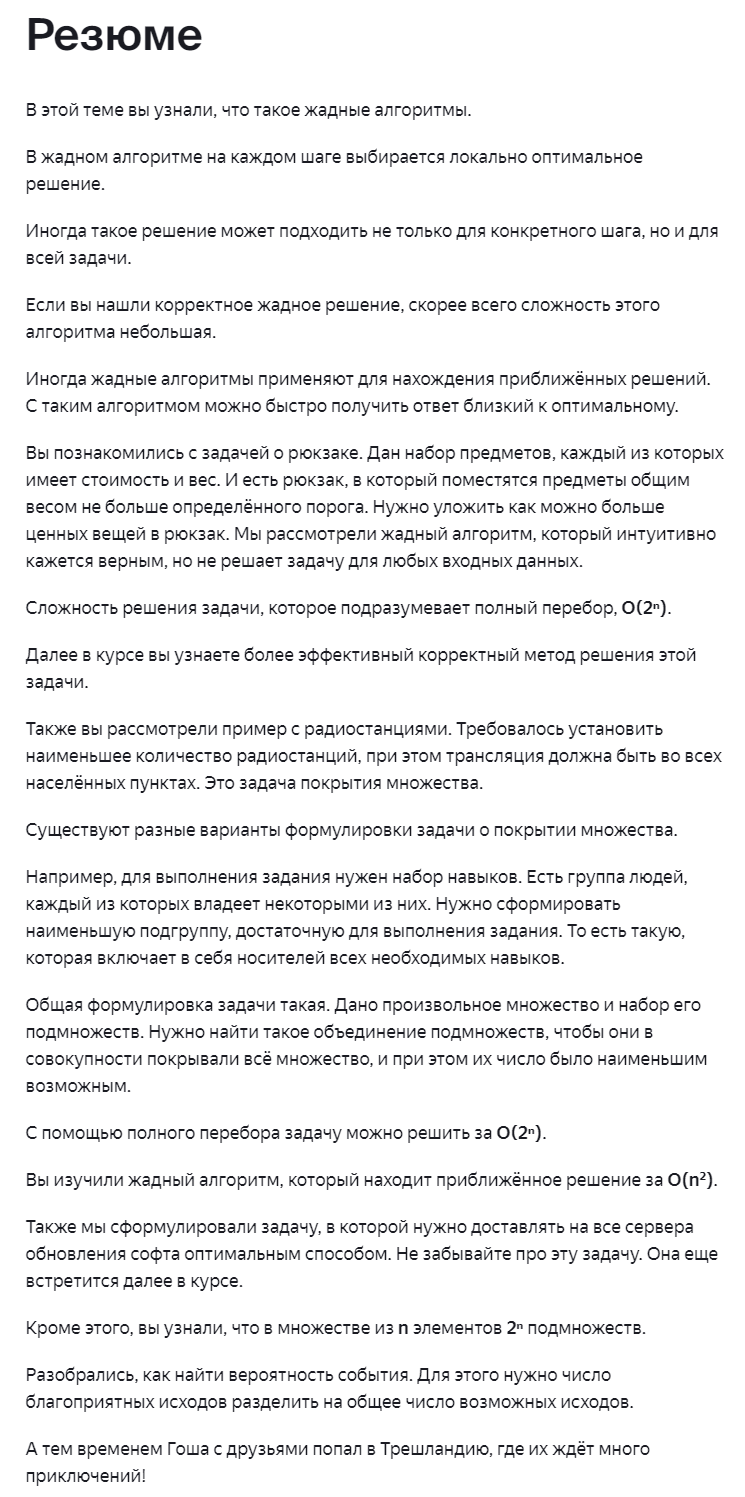 Резюме
В этой теме вы узнали, что такое жадные алгоритмы.
В жадном алгоритме на каждом шаге выбирается локально оптимальное
решение.
Иногда такое решение может подходить не только для конкретного шага, но и для
всей задачи.
Если вы нашли корректное жадное решение, скорее всего сложность этого
алгоритма небольшая.
Иногда жадные алгоритмы применяют для нахождения приближённых решений.
С таким алгоритмом можно быстро получить ответ близкий к оптимальному.
Вы познакомились с задачей о рюкзаке. Дан набор предметов, каждый из которых
имеет стоимость и вес. И есть рюкзак, в который поместятся предметы общим
весом не больше определённого порога. Нужно уложить как можно больше
ценных вещей в рюкзак. Мы рассмотрели жадный алгоритм, который интуитивно
кажется верным, но не решает задачу для любых входных данных.
Сложность решения задачи, которое подразумевает полный перебор, O(2ⁿ).
Далее в курсе вы узнаете более эффективный корректный метод решения этой
задачи.
Также вы рассмотрели пример с радиостанциями. Требовалось установить
наименьшее количество радиостанций, при этом трансляция должна быть во всех
населённых пунктах. Это задача покрытия множества.
Существуют разные варианты формулировки задачи о покрытии множества.
Например, для выполнения задания нужен набор навыков. Есть группа людей,
каждый из которых владеет некоторыми из них. Нужно сформировать
наименьшую подгруппу, достаточную для выполнения задания. То есть такую,
которая включает в себя носителей всех необходимых навыков.
Общая формулировка задачи такая. Дано произвольное множество и набор его
подмножеств. Нужно найти такое объединение подмножеств, чтобы они в
совокупности покрывали всё множество, и при этом их число было наименьшим
возможным.
С помощью полного перебора задачу можно решить за O(2ⁿ).
Вы изучили жадный алгоритм, который находит приближённое решение за O(n²).
Также мы сформулировали задачу, в которой нужно доставлять на все сервера
обновления софта оптимальным способом. Не забывайте про эту задачу. Она еще
встретится далее в курсе.
Кроме этого, вы узнали, что в множестве из n элементов 2ⁿ подмножеств.
Разобрались, как найти вероятность события. Для этого нужно число
благоприятных исходов разделить на общее число возможных исходов.
А тем временем Гоша с друзьями попал в Трешландию, где их ждёт много
приключений!